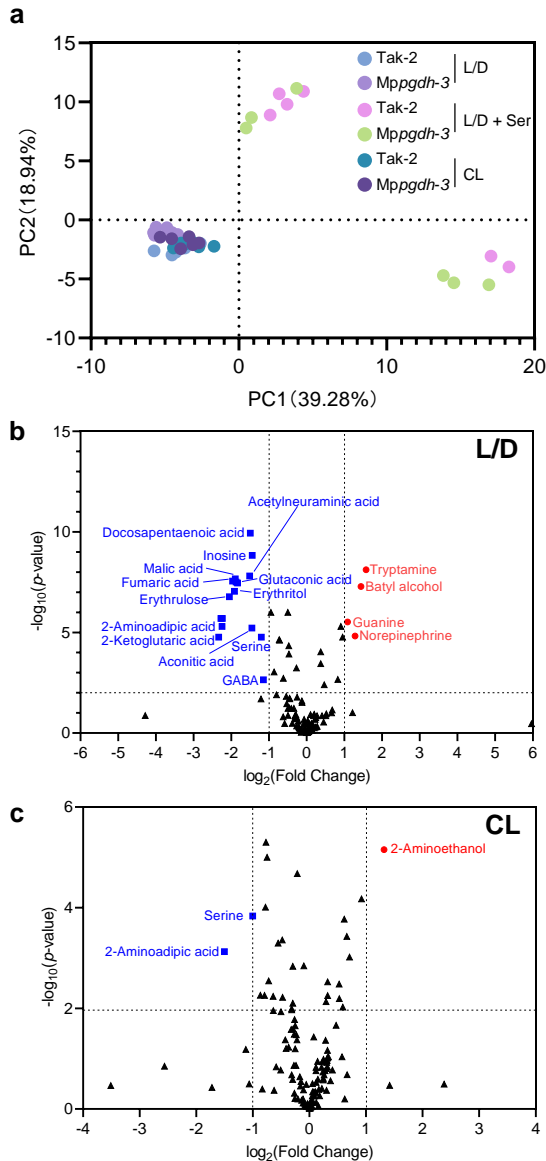 a
PC2(18.94%)
15
10
5
0
-5
-10
-10
0
10
20
PC1(39.28%)
Tak-2
Mppgdh-3
L/D
Tak-2
Mppgdh-3
L/D + Ser
Tak-2
Mppgdh-3
CL
b
L/D
-log10(p-value)
15
10
5
0
Acetylneuraminic acid
Docosapentaenoic acid
Inosine
Malic acid
Fumaric acid
Glutaconic acid
Erythritol
Erythrulose
2-Aminoadipic acid
2-Ketoglutaric acid
Serine
Aconitic acid
GABA
Tryptamine
Batyl alcohol
Guanine
Norepinephrine
-6 -5 -4 -3 -2 -1 0 1 2 3 4 5 6
log2(Fold Change)
c
CL
-log10(p-value)
6
4
2
0
2-Aminoethanol
Serine
2-Aminoadipic acid
-4 -3 -2 -1 0 1 2 3 4
log2(Fold Change)